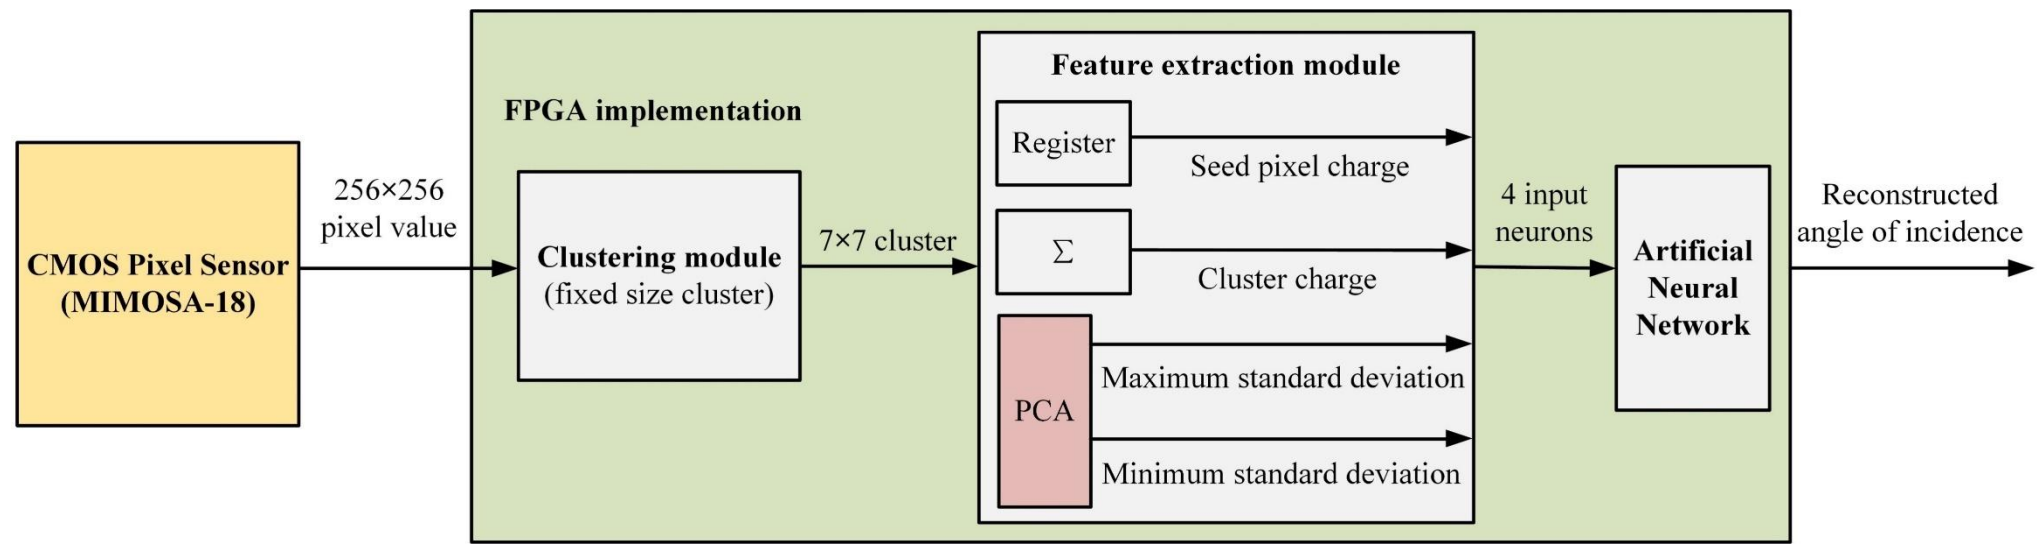 CMOS Pixel Sensor
(MIMOSA-18)
256×256
pixel value
FPGA implementation
Clustering module
(fixed size cluster)
7×7 cluster
Feature extraction module
Register
Seed pixel charge
Σ
Cluster charge
PCA
Maximum standard deviation
Minimum standard deviation
4 input
neurons
Artificial
Neural
Network
Reconstructed
angle of incidence